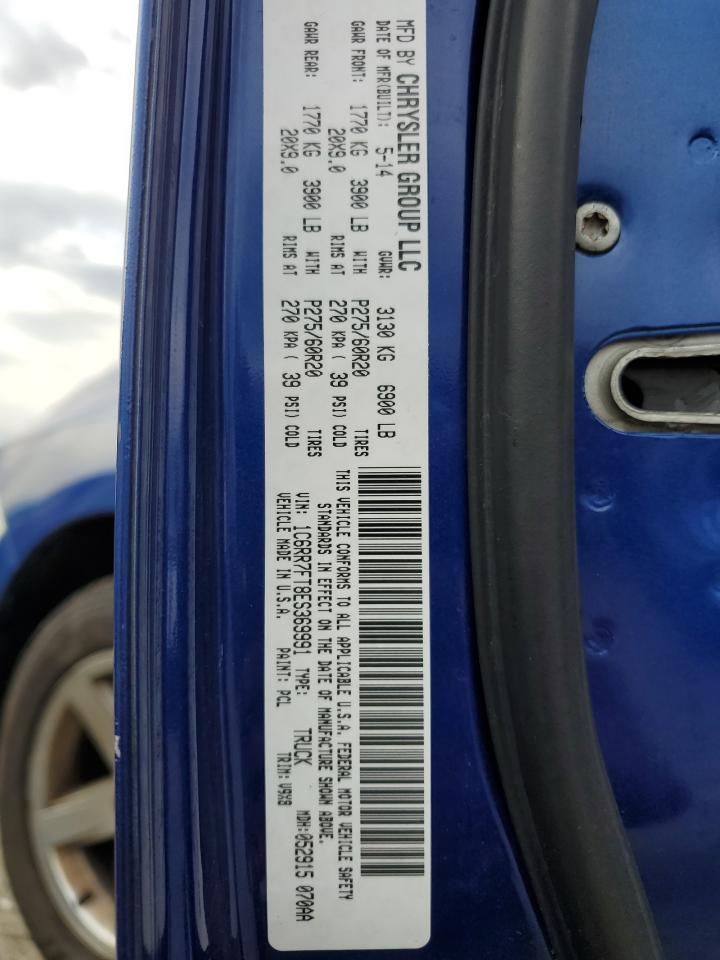 MFD BY CHRYSLER GROUP LLC
DATE OF MFR(BUILT): 5-14 GVWR: 3130 KG 6900 LB
GAWR FRONT: 1770 KG 3900 LB WITH P275/60R20 TIRES
20X9.0 RIMS AT 270 KPA ( 39 PSI) COLD
GAWR REAR: 1770 KG 3900 LB WITH P275/60R20 TIRES
20X9.0 RIMS AT 270 KPA ( 39 PSI) COLD
THIS VEHICLE CONFORMS TO ALL APPLICABLE U.S.A. FEDERAL MOTOR VEHICLE SAFETY
STANDARDS IN EFFECT ON THE DATE OF MANUFACTURE SHOWN ABOVE.
VIN: 1C6RR7FT8ES369991 TYPE: TRUCK MDH:052915 070AA
VEHICLE MADE IN U.S.A. PAINT: PCL TRIM: V9X8